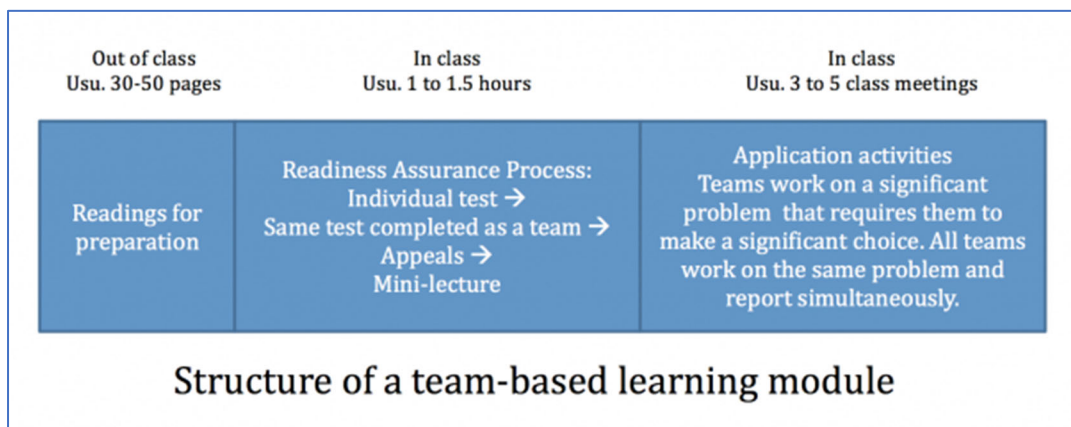 Out of class
Usu. 30-50 pages
In class
Usu. 1 to 1.5 hours
In class
Usu. 3 to 5 class meetings
Readings for
preparation
Readiness Assurance Process:
Individual test →
Same test completed as a team →
Appeals →
Mini-lecture
Application activities
Teams work on a significant
problem that requires them to
make a significant choice. All teams
work on the same problem and
report simultaneously.
Structure of a team-based learning module